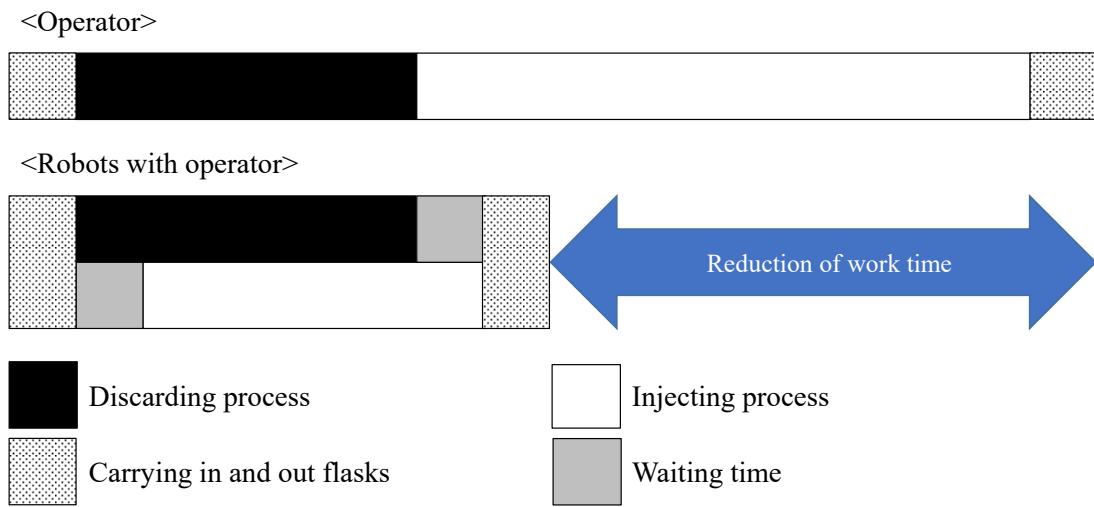 <Operator>
<Robots with operator>
Reduction of work time
Discarding process
Injecting process
Carrying in and out flasks
Waiting time